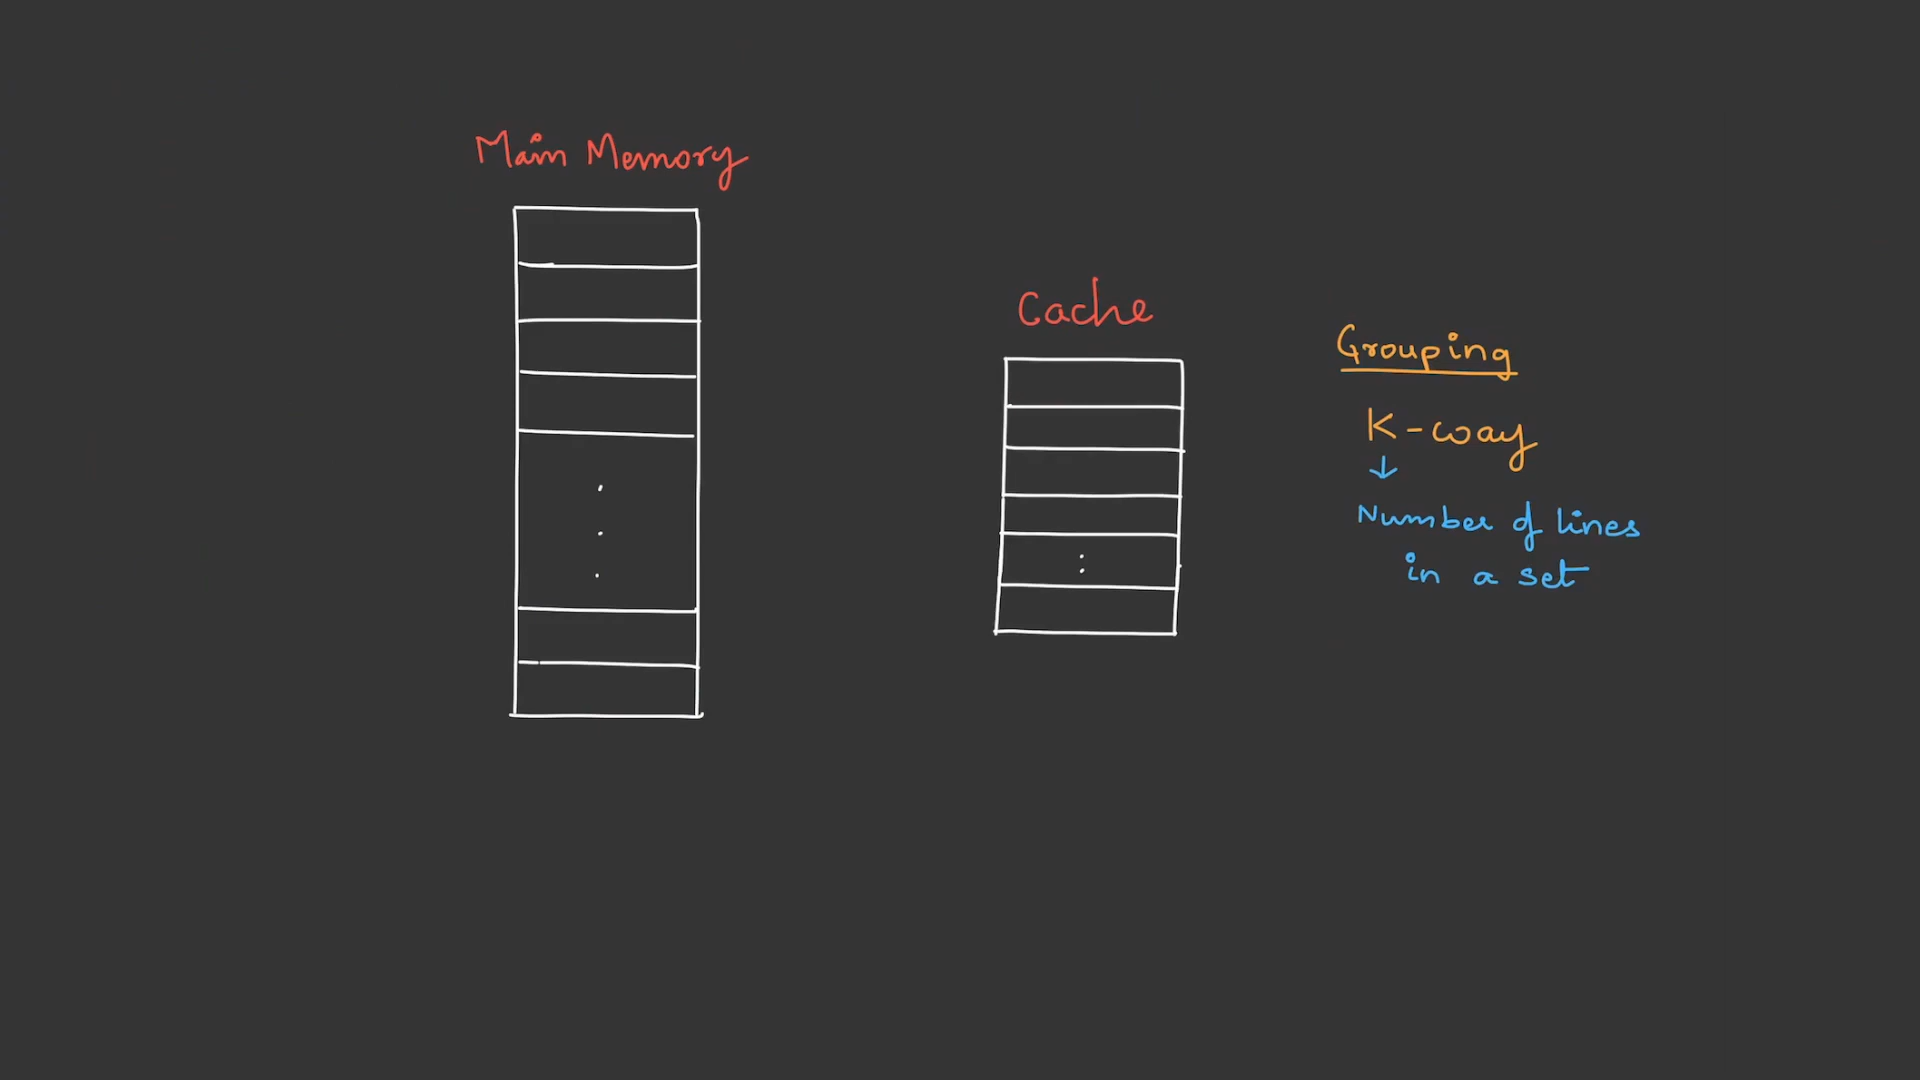 Main Memory
Cache
Grouping
K-way
↓
Number of lines
in a set